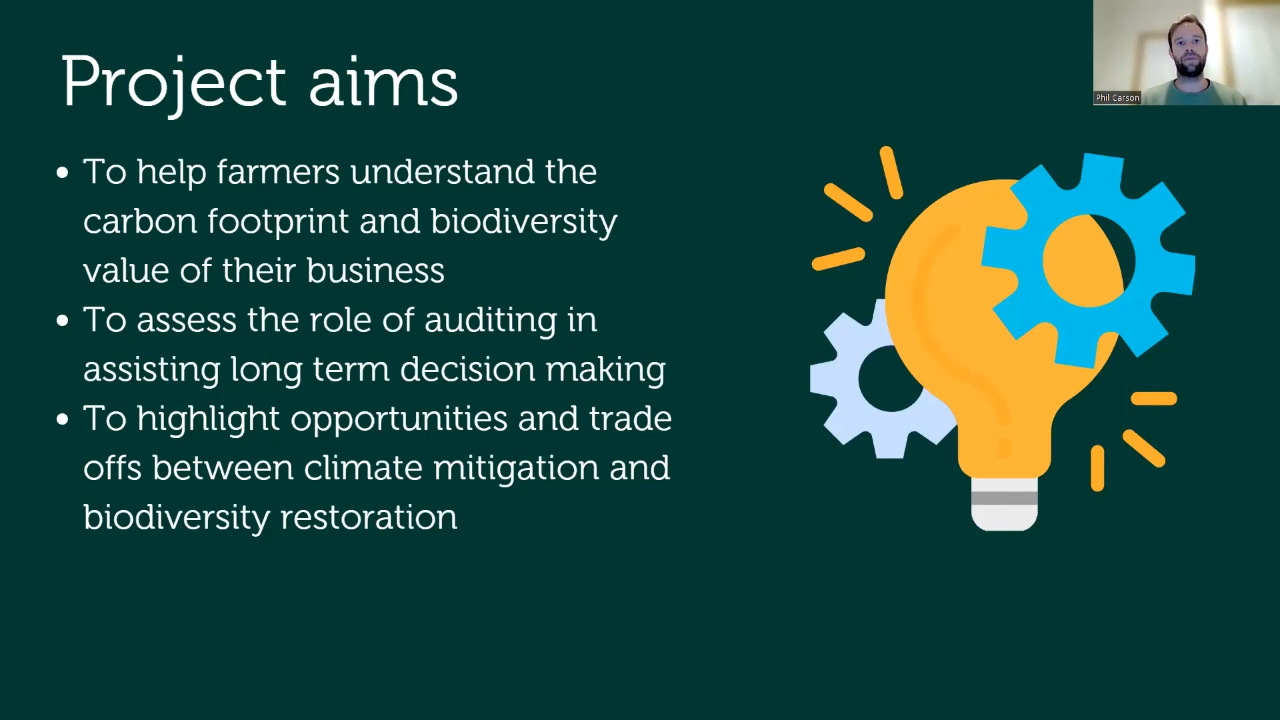 Project aims
• To help farmers understand the
carbon footprint and biodiversity
value of their business
• To assess the role of auditing in
assisting long term decision making
• To highlight opportunities and trade
offs between climate mitigation and
biodiversity restoration
Phil Carson